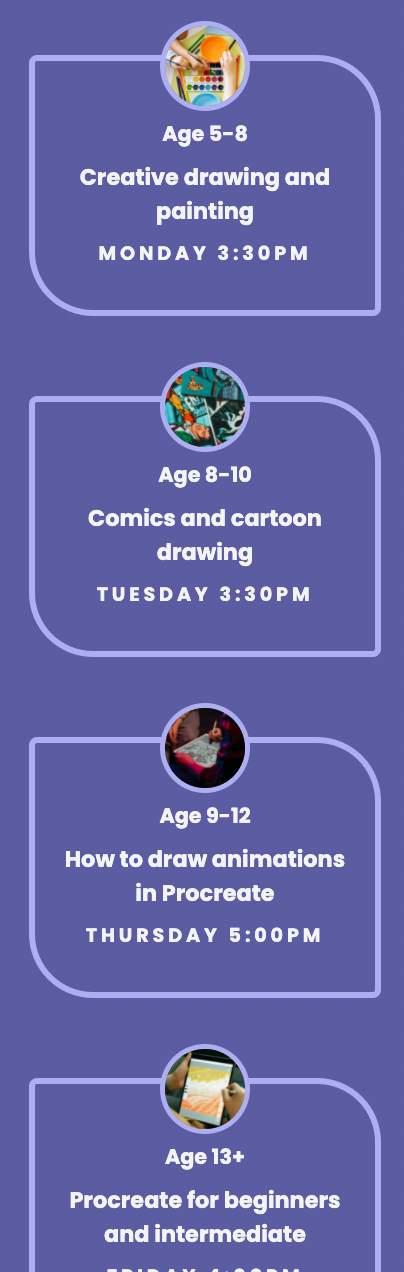 Age 5-8
Creative drawing and
painting
MONDAY 3:30PM
Age 8-10
Comics and cartoon
drawing
TUESDAY 3:30PM
Age 9-12
How to draw animations
in Procreate
THURSDAY 5:00PM
Age 13+
Procreate for beginners
and intermediate